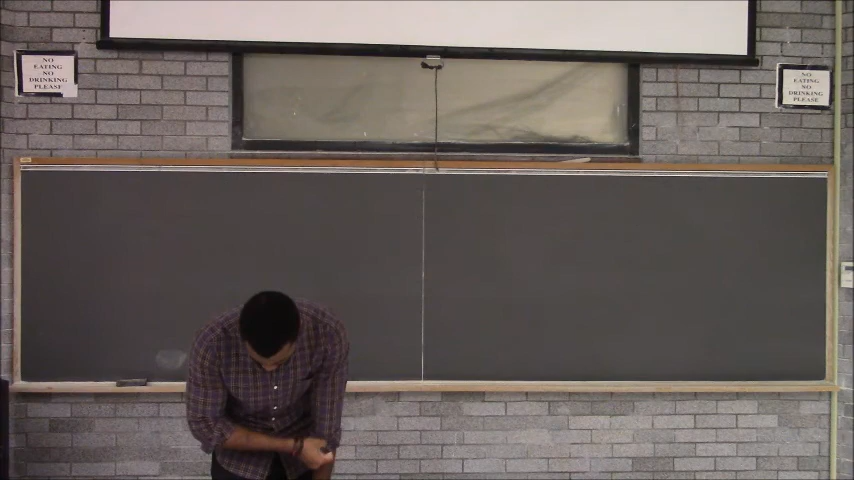 NO
EATING
NO
DRINKING
PLEASE
NO
EATING
NO
DRINKING
PLEASE